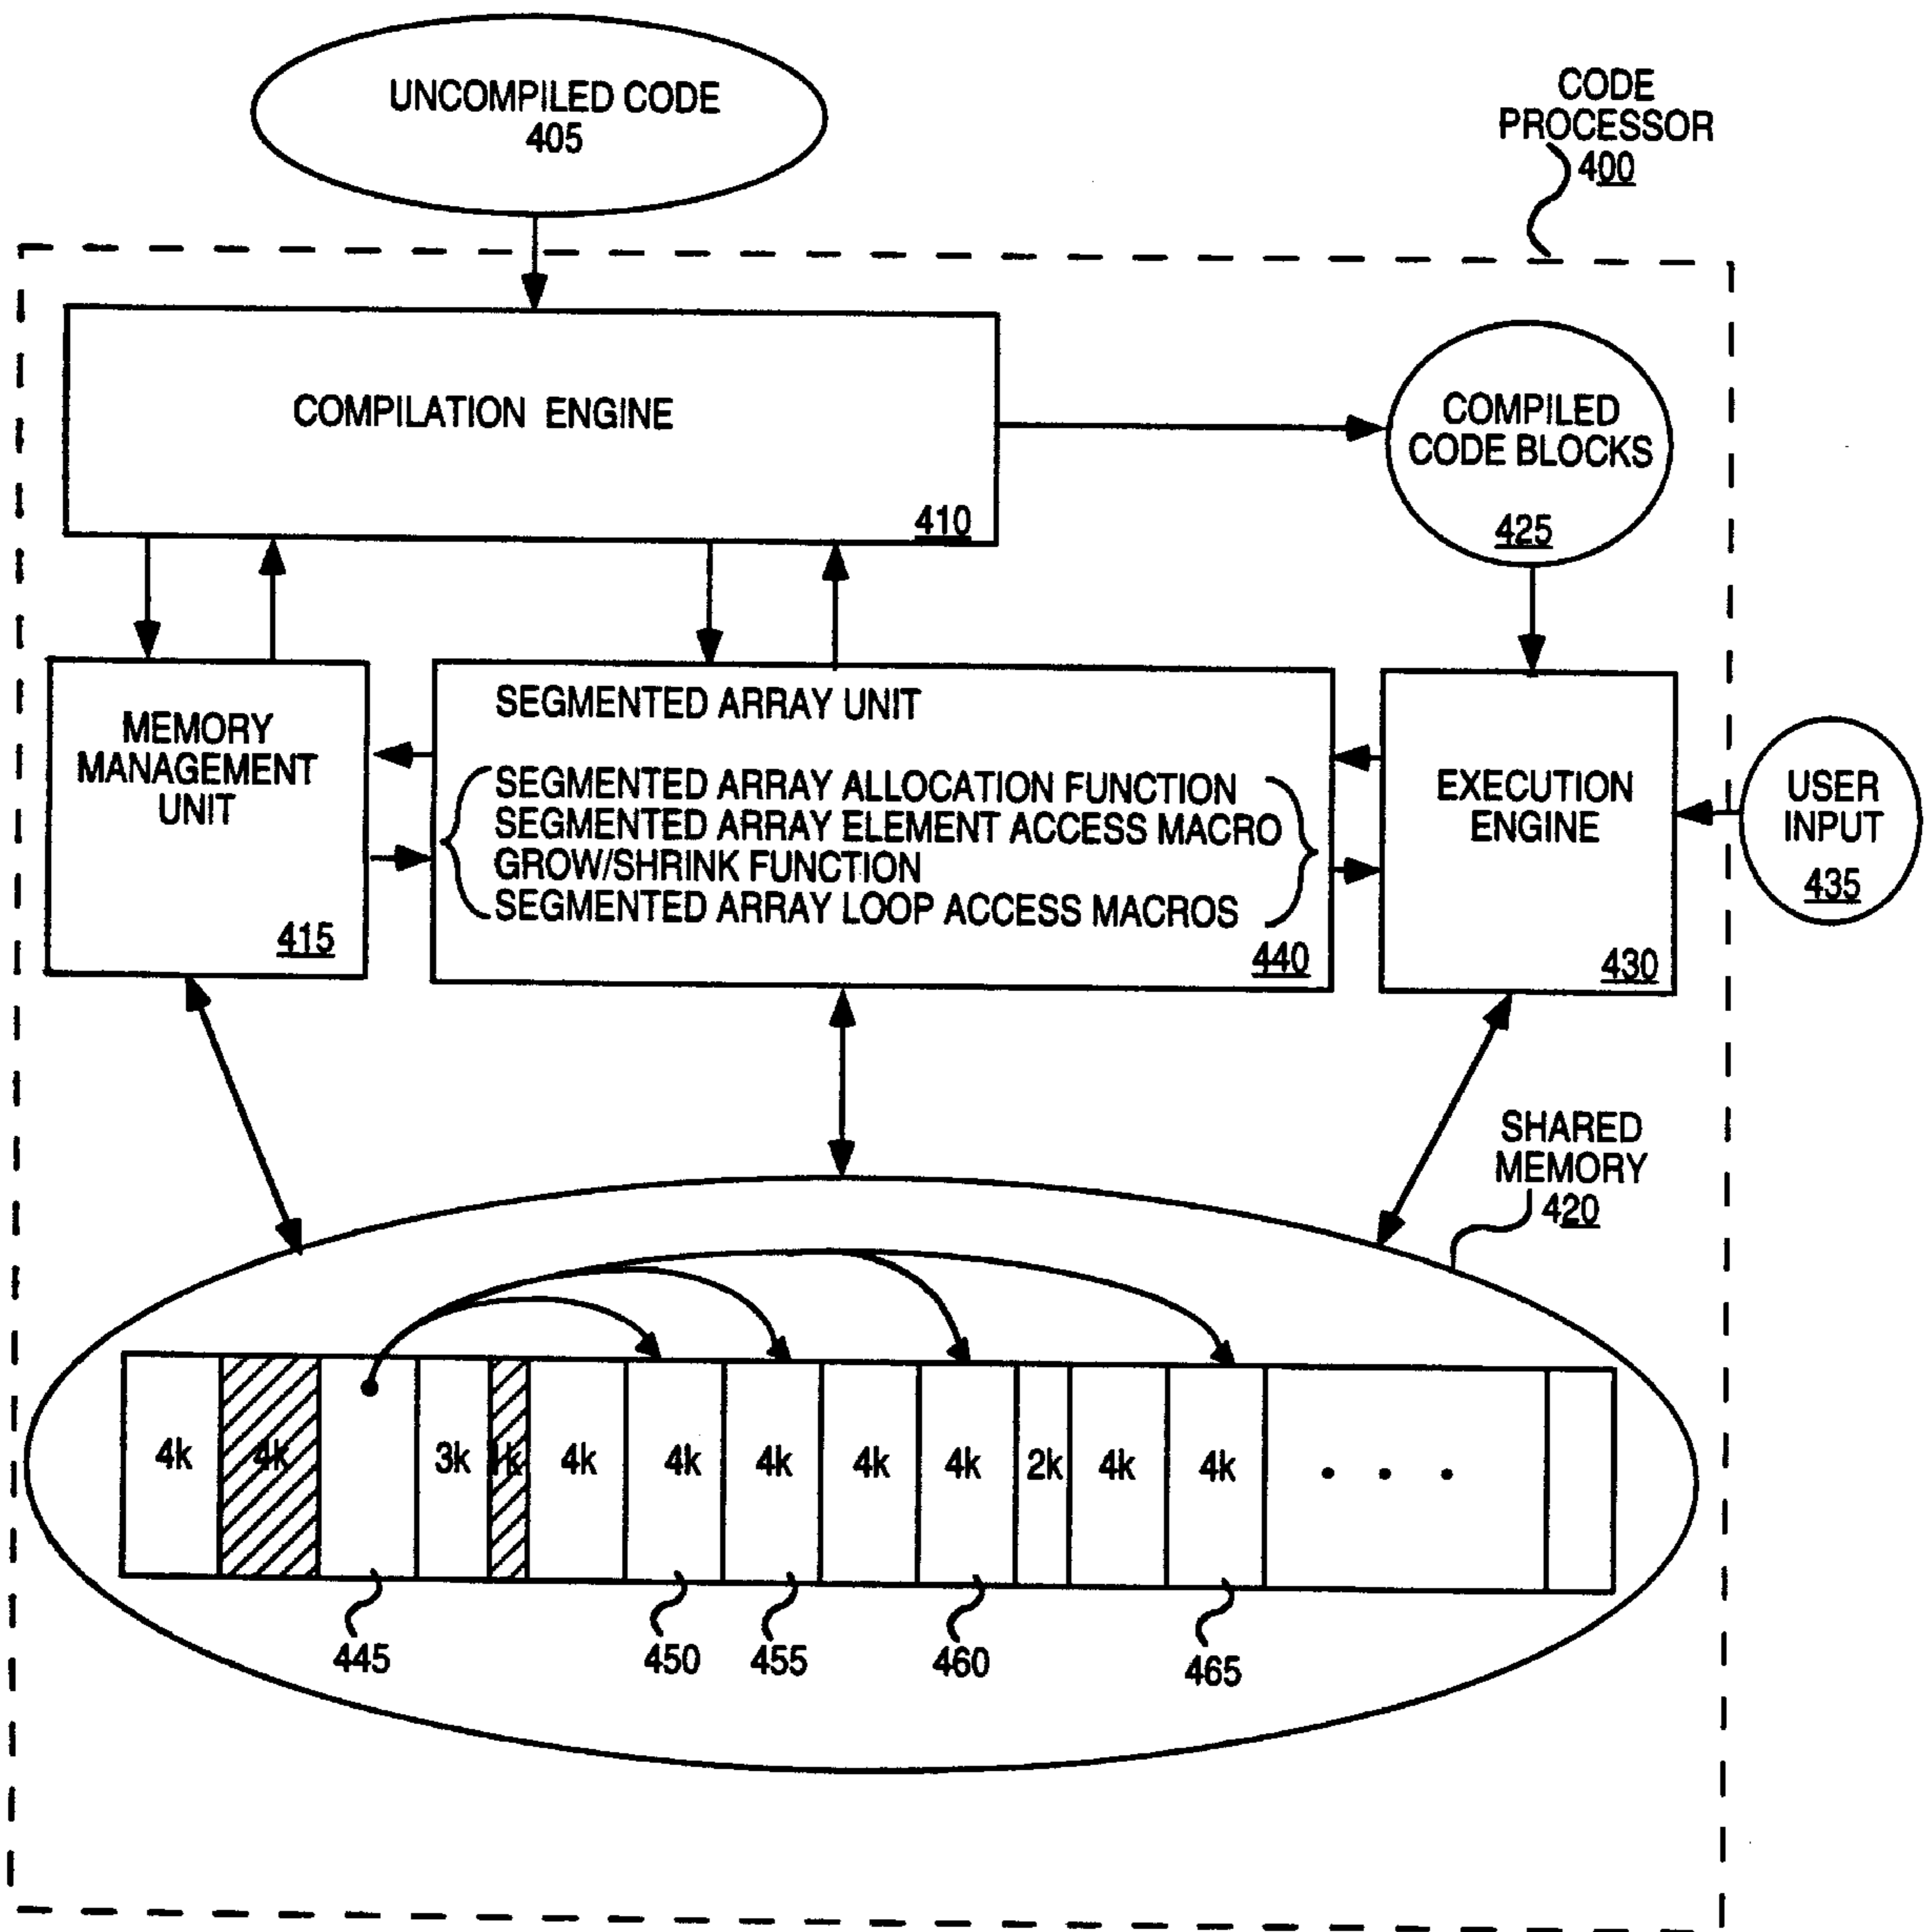 UNCOMPILED CODE
405
CODE
PROCESSOR
400
COMPILATION ENGINE
410
COMPILED
CODE BLOCKS
425
MEMORY
MANAGEMENT
UNIT
415
SEGMENTED ARRAY UNIT
SEGMENTED ARRAY ALLOCATION FUNCTION
SEGMENTED ARRAY ELEMENT ACCESS MACRO
GROW/SHRINK FUNCTION
SEGMENTED ARRAY LOOP ACCESS MACROS
440
EXECUTION
ENGINE
430
USER
INPUT
435
SHARED
MEMORY
420
4k 4k 3k 1k 4k 4k 4k 4k 4k 2k 4k 4k . . .
445 450 455 460 465